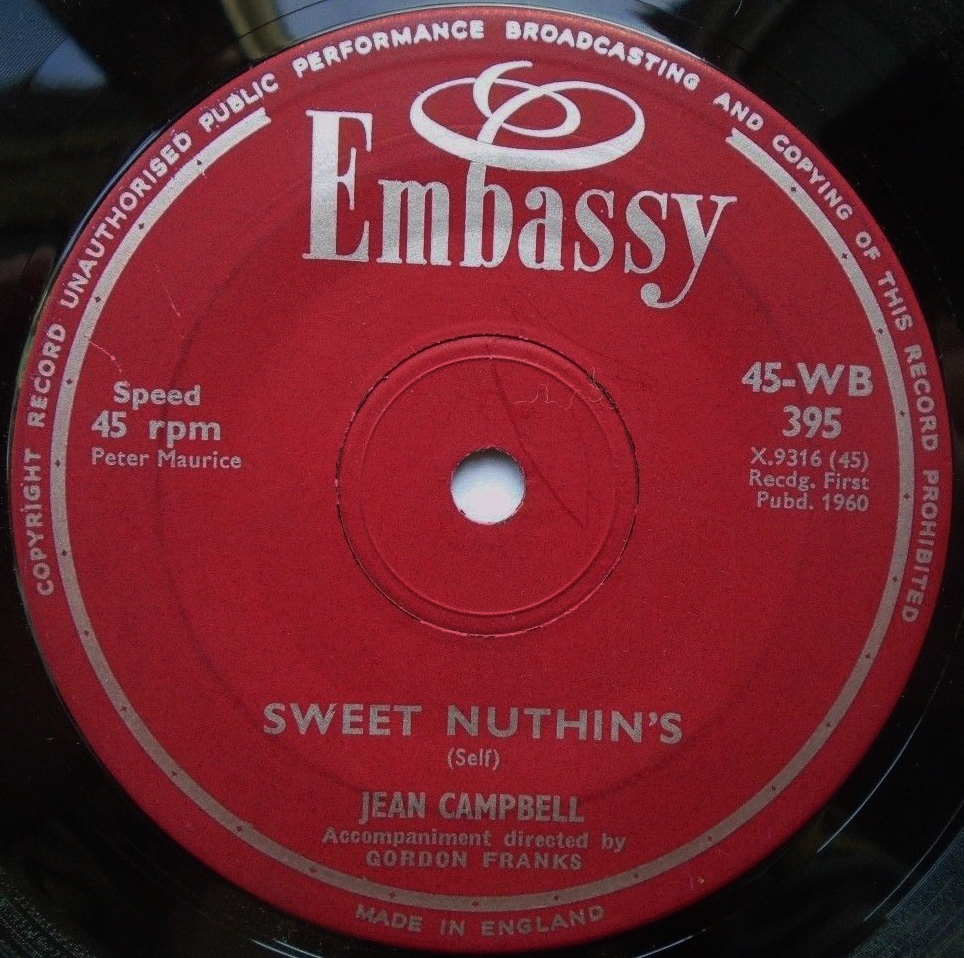 COPYRIGHT RECORD UNAUTHORISED PUBLIC PERFORMANCE BROADCASTING AND COPYING OF THIS RECORD PROHIBITED
Embassy
Speed
45 rpm
Peter Maurice
45-WB
395
X.9316 (45)
Recdg. First
Pubd. 1960
SWEET NUTHIN'S
(Self)
JEAN CAMPBELL
Accompaniment directed by
GORDON FRANKS
MADE IN ENGLAND